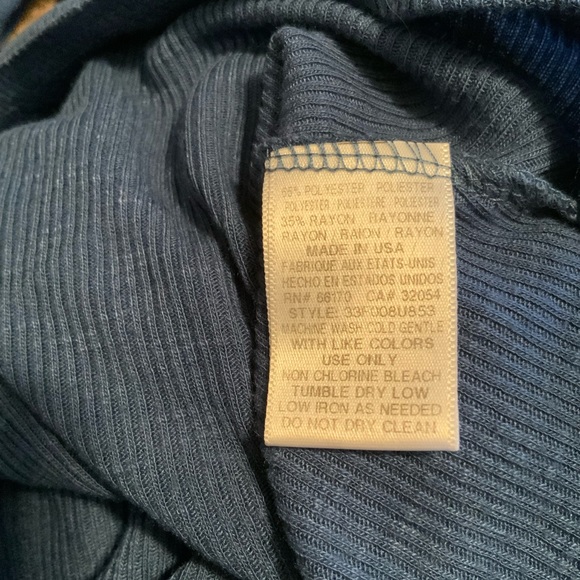 % POLYESTER / POLIESTER
POLYESTER / POLIESTERE / POLIESTER
35% RAYON RAYONNE
RAYON / RAION / RAYON
MADE IN USA
FABRIQUE AUX ETATS-UNIS
HECHO EN ESTADOS UNIDOS
RN# 66170 CA# 32054
STYLE: 33F008U853
MACHINE WASH COLD GENTLE
WITH LIKE COLORS
USE ONLY
NON CHLORINE BLEACH
TUMBLE DRY LOW
LOW IRON AS NEEDED
DO NOT DRY CLEAN